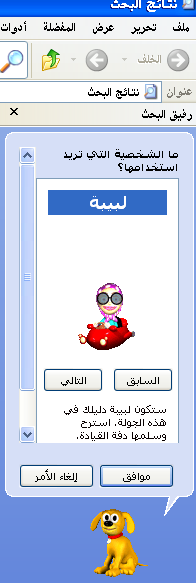 نتائج البحث
ملف تحرير عرض المفضلة أدوات
الخلف
عنوان نتائج البحث
رفيق البحث
ما الشخصية التي تريد
استخدامها؟
لبيبة
السابق التالي
ستكون لبيبة دليلك في
هذه الجولة. استرح
وسلمها دفة القيادة.
موافق إلغاء الأمر